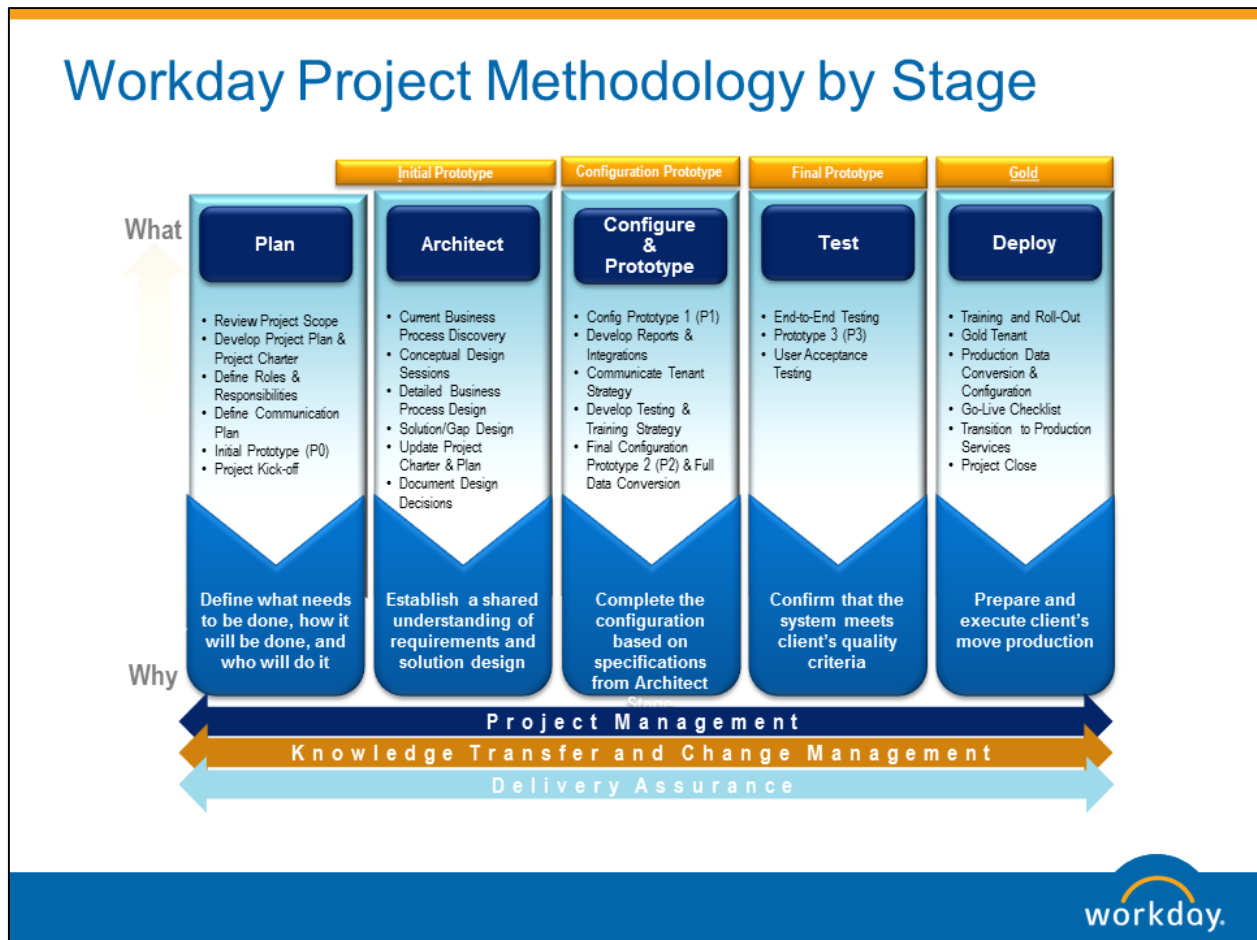 Workday Project Methodology by Stage
Initial Prototype
Configuration Prototype
Final Prototype
Gold
What
Plan
• Review Project Scope
• Develop Project Plan &
Project Charter
• Define Roles &
Responsibilities
• Define Communication
Plan
• Initial Prototype (P0)
• Project Kick-off
Define what needs
to be done, how it
will be done, and
who will do it
Architect
• Current Business
Process Discovery
• Conceptual Design
Sessions
• Detailed Business
Process Design
• Solution/Gap Design
• Update Project
Charter & Plan
• Document Design
Decisions
Establish a shared
understanding of
requirements and
solution design
Configure
&
Prototype
• Config Prototype 1 (P1)
• Develop Reports &
Integrations
• Communicate Tenant
Strategy
• Develop Testing &
Training Strategy
• Final Configuration
Prototype 2 (P2) & Full
Data Conversion
Complete the
configuration
based on
specifications
from Architect
Stage
Test
• End-to-End Testing
• Prototype 3 (P3)
• User Acceptance
Testing
Confirm that the
system meets
client's quality
criteria
Deploy
• Training and Roll-Out
• Gold Tenant
• Production Data
Conversion &
Configuration
• Go-Live Checklist
• Transition to Production
Services
• Project Close
Prepare and
execute client's
move production
Why
Project Management
Knowledge Transfer and Change Management
Delivery Assurance
workday.